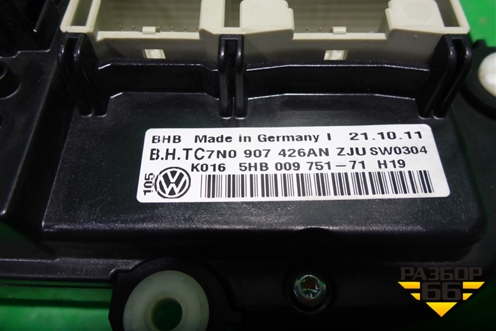 BHB Made in Germany I 21.10.11
B.H.TC7N0 907 426AN ZJU SW0304
K016 5HB 009 751-71 H19
105
РАЗБОР
66